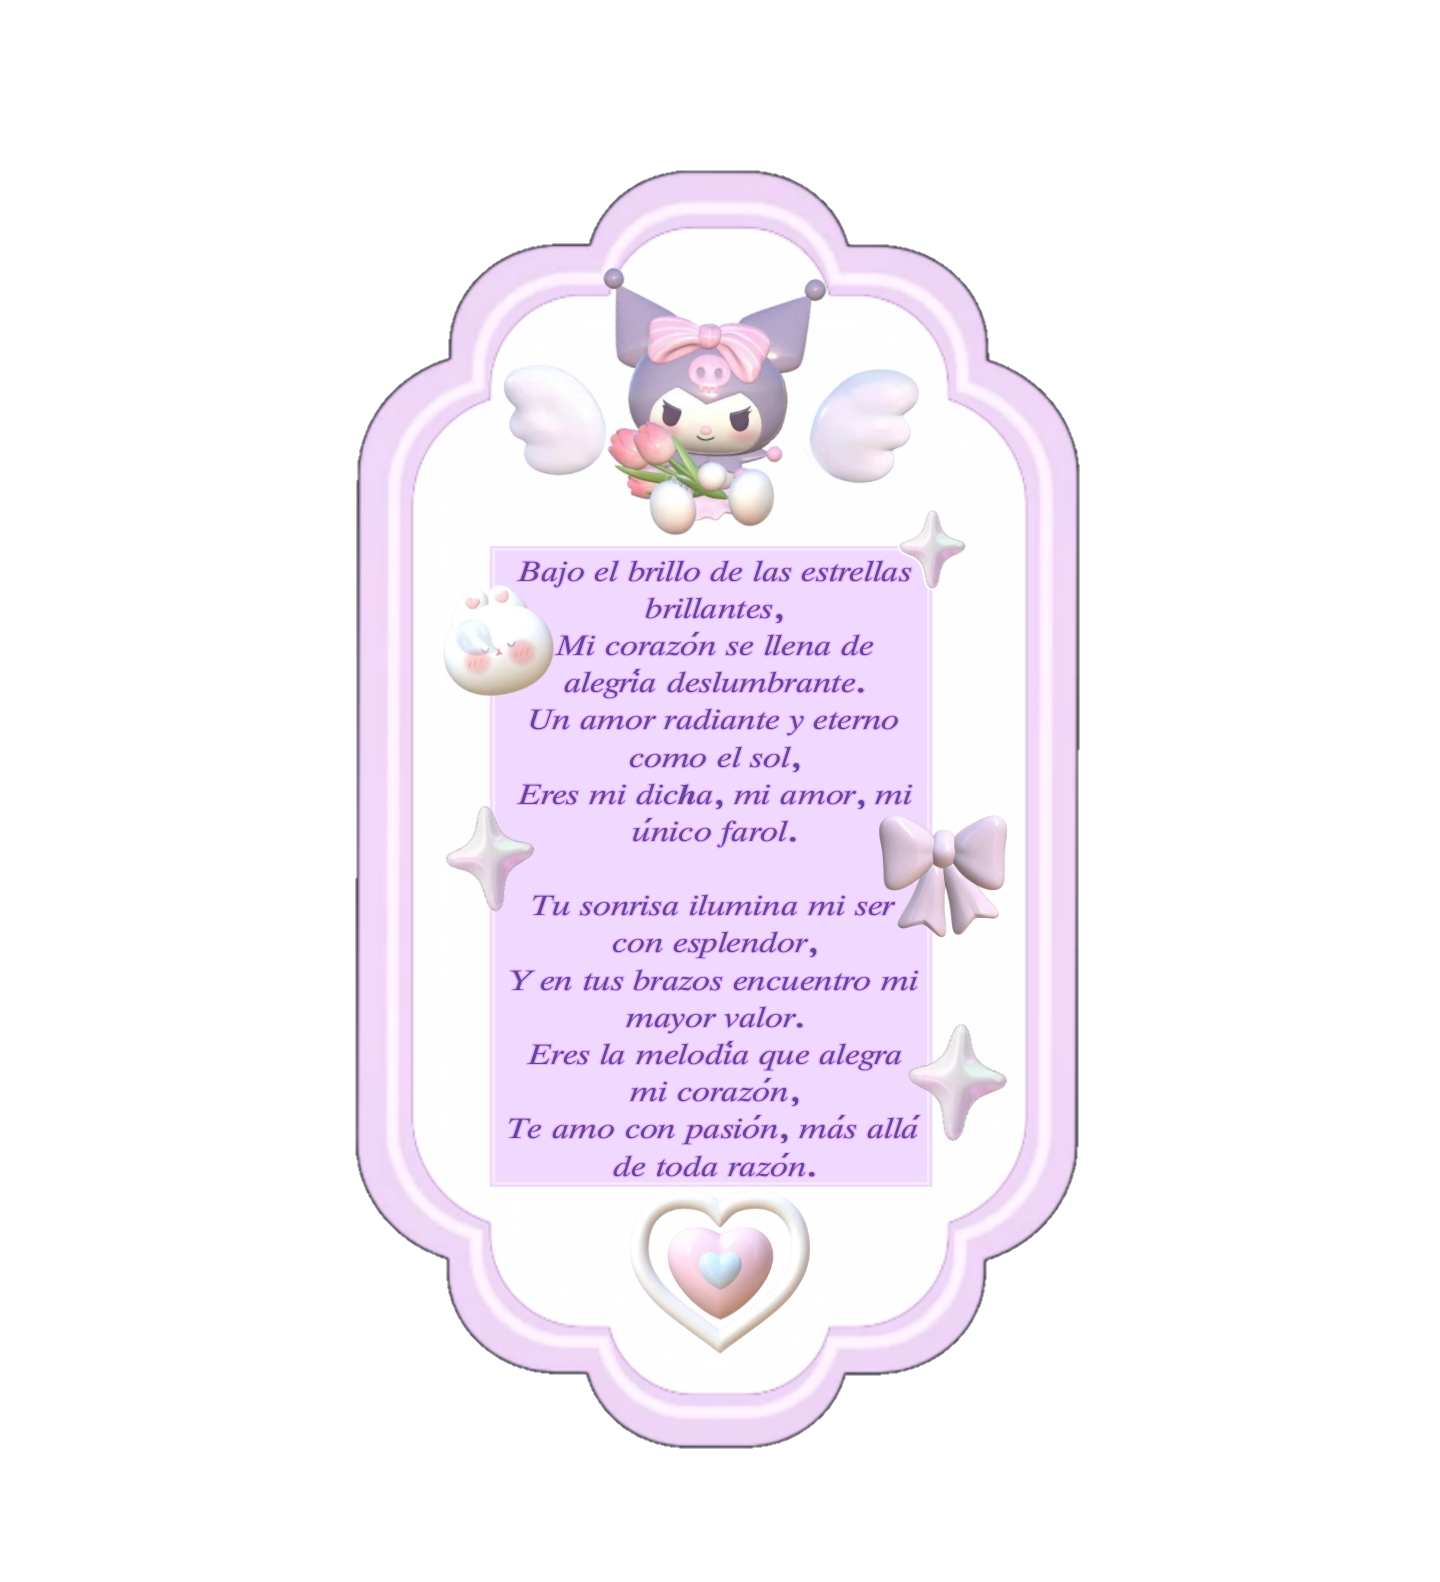 Bajo el brillo de las estrellas
brillantes,
Mi corazón se llena de
alegría deslumbrante.
Un amor radiante y eterno
como el sol,
Eres mi dicha, mi amor, mi
único farol.
Tu sonrisa ilumina mi ser
con esplendor,
Y en tus brazos encuentro mi
mayor valor.
Eres la melodía que alegra
mi corazón,
Te amo con pasión, más allá
de toda razón.